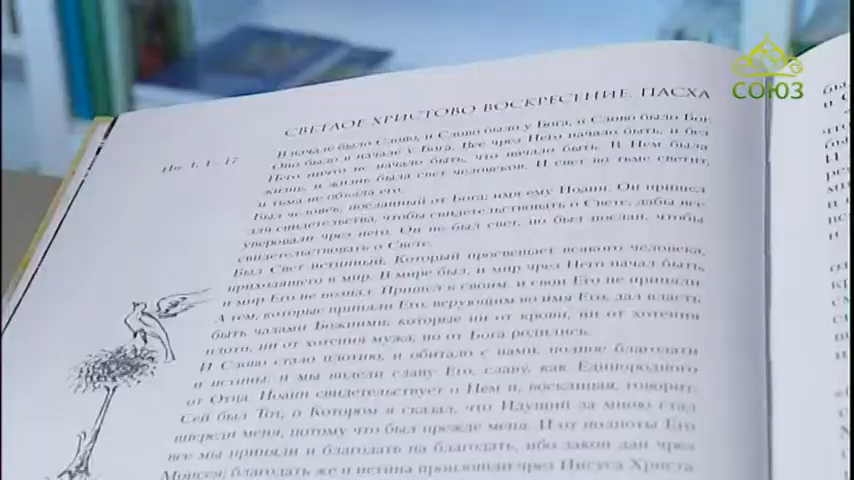 СОЮЗ
СВЕТЛОЕ ХРИСТОВО ВОСКРЕСЕНИЕ. ПАСХА
Ин. 1, 1–17
В начале было Слово, и Слово было у Бога, и Слово было Бог.
Оно было в начале у Бога. Все чрез Него начало быть, и без
Него ничто не начало быть, что начало быть. В Нем была
жизнь, и жизнь была свет человеков. И свет во тьме светит,
и тьма не объяла его.
Был человек, посланный от Бога; имя ему Иоанн. Он пришел
для свидетельства, чтобы свидетельствовать о Свете, дабы все
уверовали чрез него. Он не был свет, но был послан, чтобы
свидетельствовать о Свете.
Был Свет истинный, Который просвещает всякого человека,
приходящего в мир. В мире был, и мир чрез Него начал быть,
и мир Его не познал. Пришел к своим, и свои Его не приняли.
А тем, которые приняли Его, верующим во имя Его, дал власть
быть чадами Божиими, которые ни от крови, ни от хотения
плоти, ни от хотения мужа, но от Бога родились.
И Слово стало плотию, и обитало с нами, полное благодати
и истины; и мы видели славу Его, славу, как Единородного
от Отца. Иоанн свидетельствует о Нем и, восклицая, говорит:
Сей был Тот, о Котором я сказал, что Идущий за мною стал
впереди меня, потому что был прежде меня. И от полноты Его
все мы приняли и благодать на благодать, ибо закон дан чрез
Моисея; благодать же и истина произошли чрез Иисуса Христа